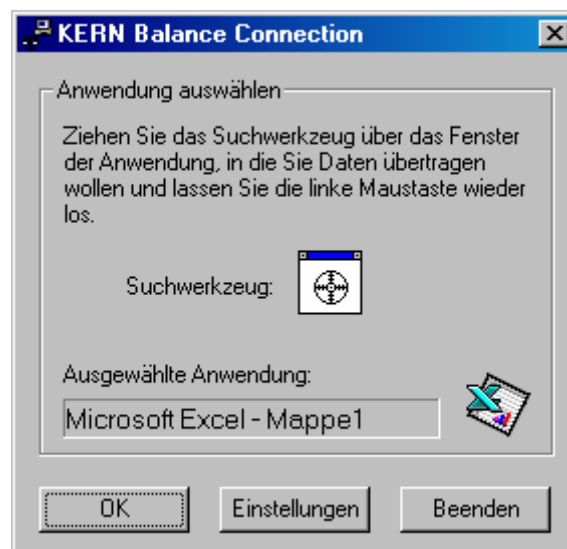 KERN Balance Connection
Anwendung auswählen
Ziehen Sie das Suchwerkzeug über das Fenster
der Anwendung, in die Sie Daten übertragen
wollen und lassen Sie die linke Maustaste wieder
los.
Suchwerkzeug:
Ausgewählte Anwendung:
Microsoft Excel - Mappe1
OK Einstellungen Beenden